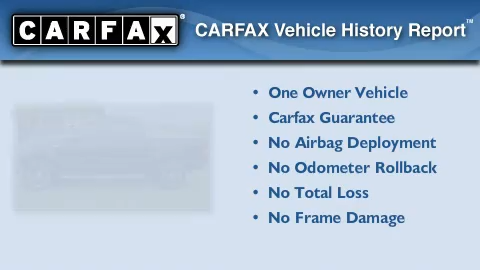 CARFAX® CARFAX Vehicle History Report™
• One Owner Vehicle
• Carfax Guarantee
• No Airbag Deployment
• No Odometer Rollback
• No Total Loss
• No Frame Damage